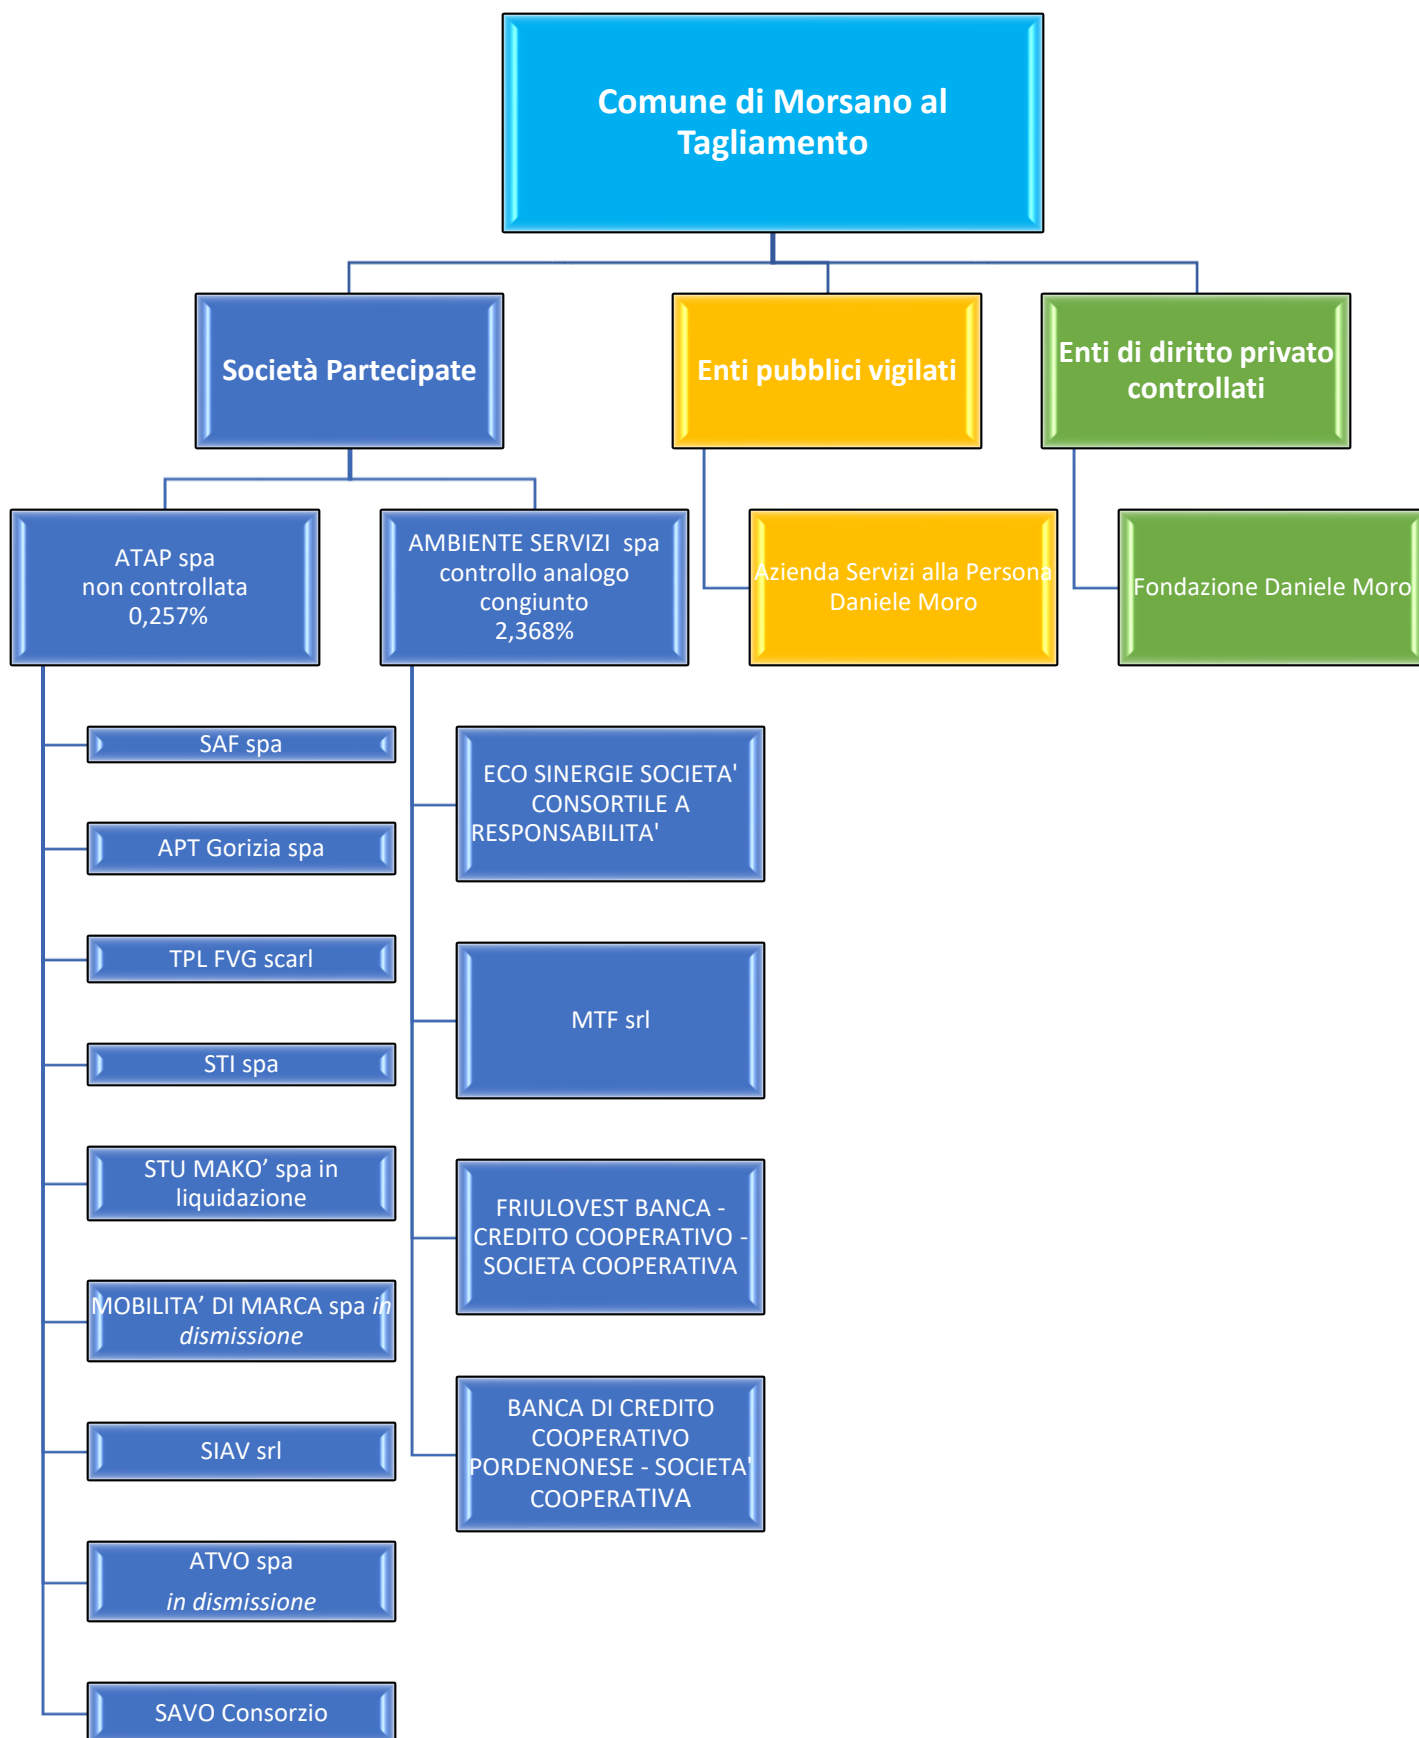 Comune di Morsano al
Tagliamento
Società Partecipate
Enti pubblici vigilati
Enti di diritto privato
controllati
ATAP spa
non controllata
0,257%
AMBIENTE SERVIZI spa
controllo analogo
congiunto
2,368%
Azienda Servizi alla Persona
Daniele Moro
Fondazione Daniele Moro
SAF spa
APT Gorizia spa
TPL FVG scarl
STI spa
STU MAKO’ spa in
liquidazione
MOBILITA’ DI MARCA spa in
dismissione
SIAV srl
ATVO spa
in dismissione
SAVO Consorzio
ECO SINERGIE SOCIETA'
CONSORTILE A
RESPONSABILITA'
MTF srl
FRIULOVEST BANCA -
CREDITO COOPERATIVO -
SOCIETA COOPERATIVA
BANCA DI CREDITO
COOPERATIVO
PORDENONESE - SOCIETA'
COOPERATIVA